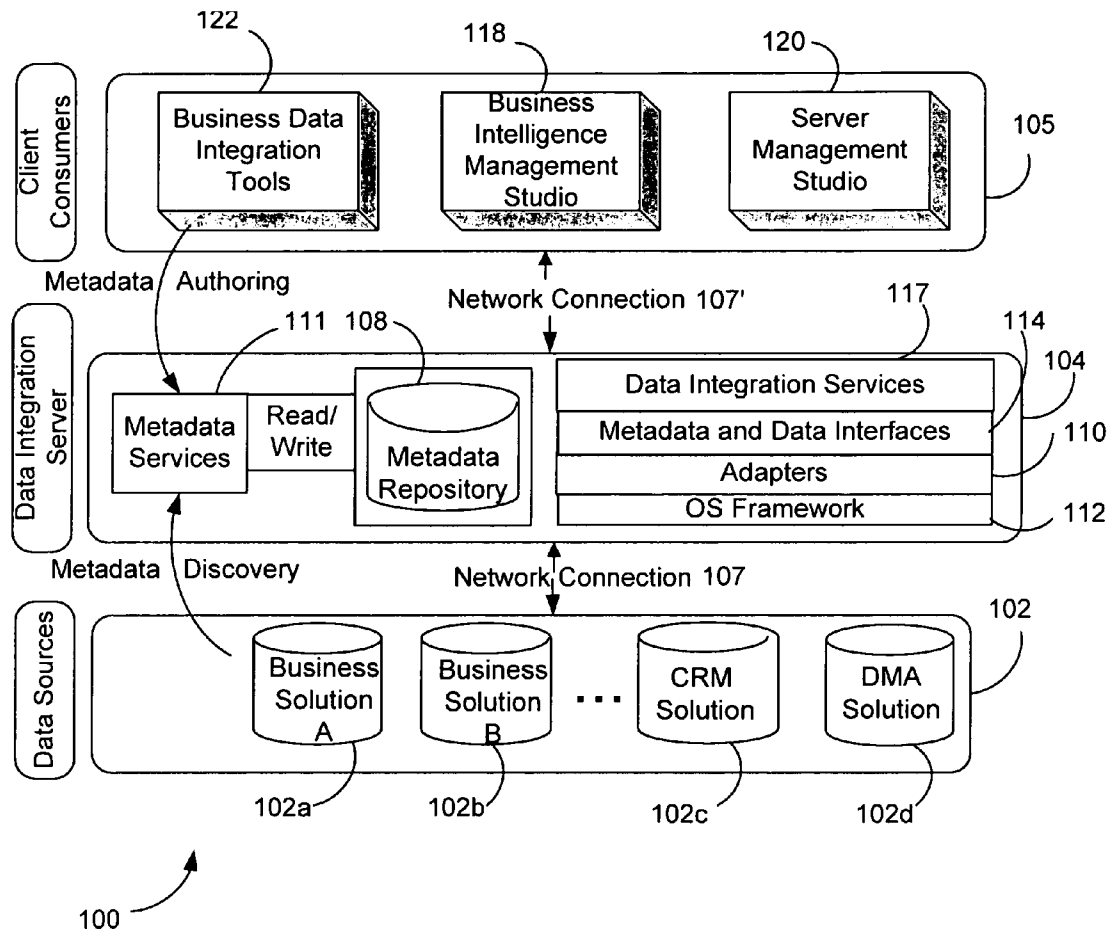 122
118
120
Client
Consumers
Business Data
Integration
Tools
Business
Intelligence
Management
Studio
Server
Management
Studio
105
Metadata Authoring
Network Connection 107'
117
111
108
114
104
110
112
Data Integration
Server
Metadata
Services
Read/
Write
Metadata
Repository
Data Integration Services
Metadata and Data Interfaces
Adapters
OS Framework
Metadata Discovery
Network Connection 107
102
Data Sources
Business
Solution
A
Business
Solution
B
...
CRM
Solution
DMA
Solution
102a
102b
102c
102d
100